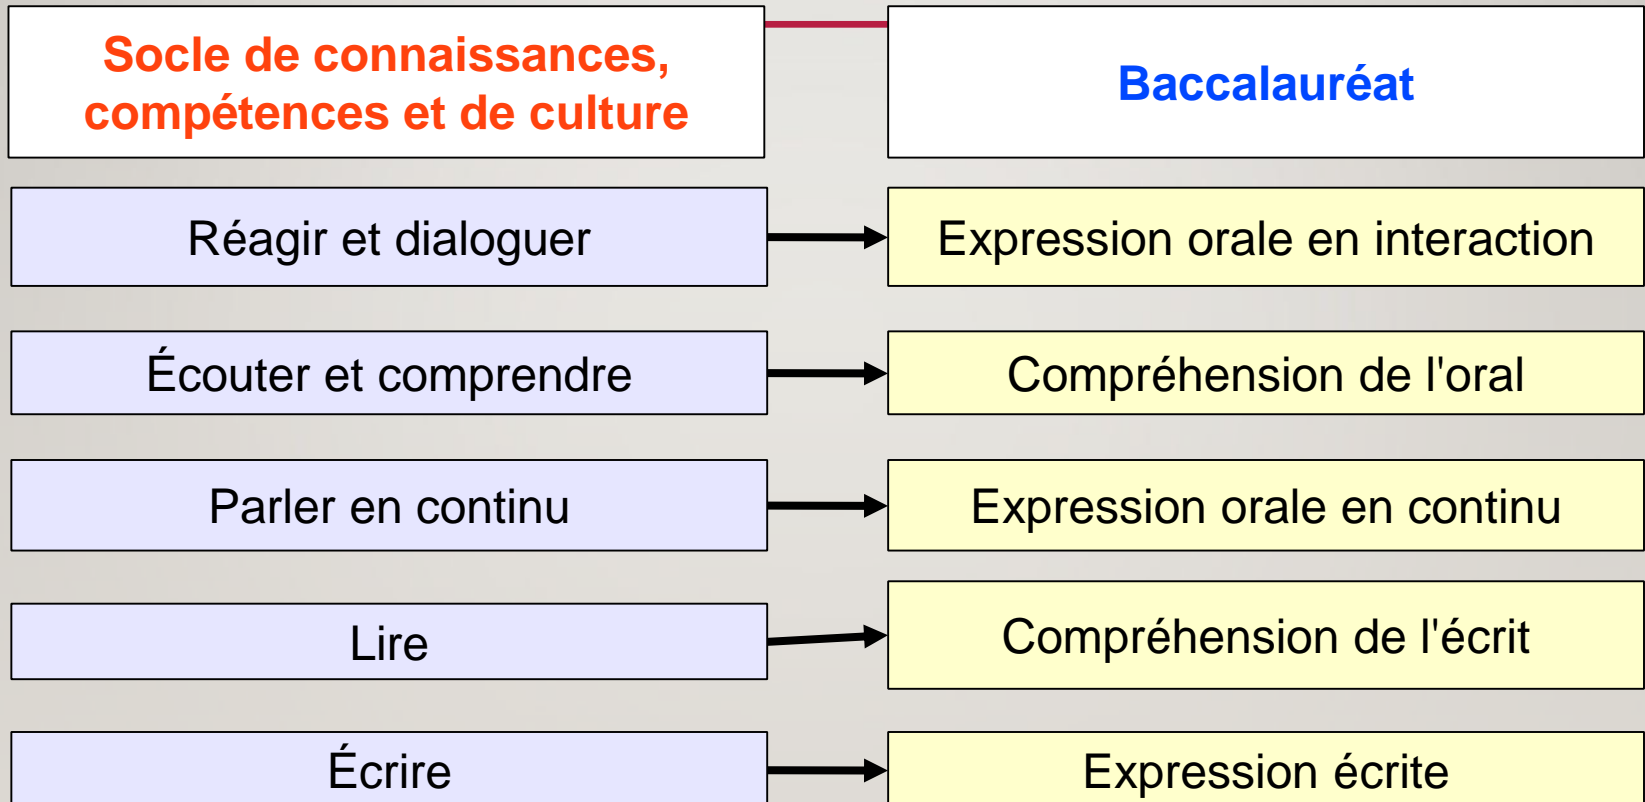 Socle de connaissances,
compétences et de culture
Baccalauréat
Réagir et dialoguer
Expression orale en interaction
Écouter et comprendre
Compréhension de l'oral
Parler en continu
Expression orale en continu
Lire
Compréhension de l'écrit
Écrire
Expression écrite